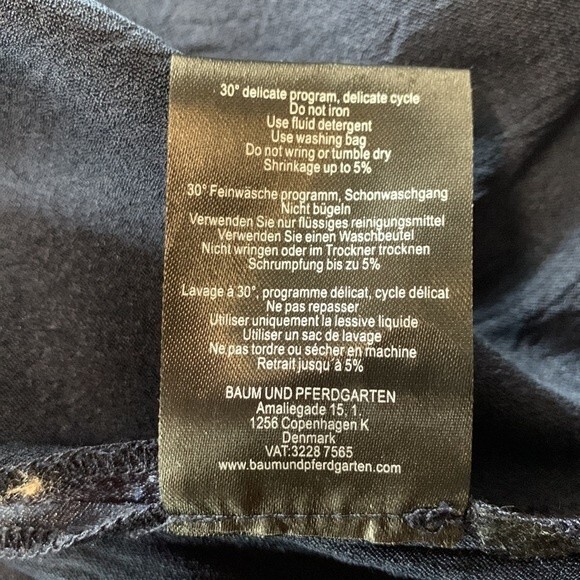 30° delicate program, delicate cycle
Do not iron
Use fluid detergent
Use washing bag
Do not wring or tumble dry
Shrinkage up to 5%
30° Feinwäsche programm, Schonwaschgang
Nicht bügeln
Verwenden Sie nur flüssiges reinigungsmittel
Verwenden Sie einen Waschbeutel
Nicht wringen oder im Trockner trocknen
Schrumpfung bis zu 5%
Lavage à 30°, programme délicat, cycle délicat
Ne pas repasser
Utiliser uniquement la lessive liquide
Utiliser un sac de lavage
Ne pas tordre ou sécher en machine
Retrait jusqu à 5%
BAUM UND PFERDGARTEN
Amaliegade 15. 1.
1256 Copenhagen K
Denmark
VAT:3228 7565
www.baumundpferdgarten.com